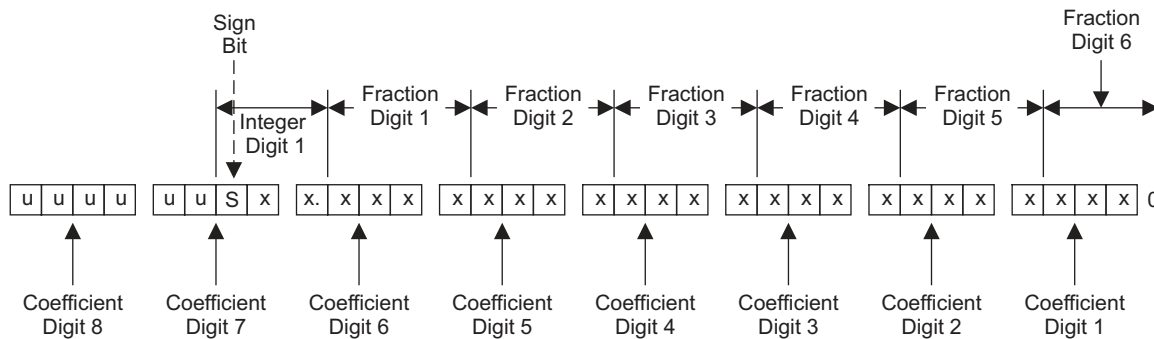 Sign
Bit
Fraction
Digit 6
Integer
Digit 1
Fraction
Digit 1
Fraction
Digit 2
Fraction
Digit 3
Fraction
Digit 4
Fraction
Digit 5
u u u u u u S x x. x x x x x x x x x x x x x x x x x x x x x x x 0
Coefficient
Digit 8
Coefficient
Digit 7
Coefficient
Digit 6
Coefficient
Digit 5
Coefficient
Digit 4
Coefficient
Digit 3
Coefficient
Digit 2
Coefficient
Digit 1